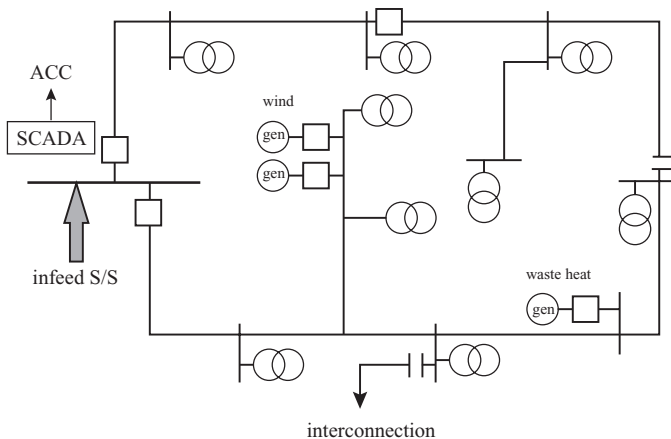 ACC
SCADA
wind
gen
gen
infeed S/S
waste heat
gen
interconnection